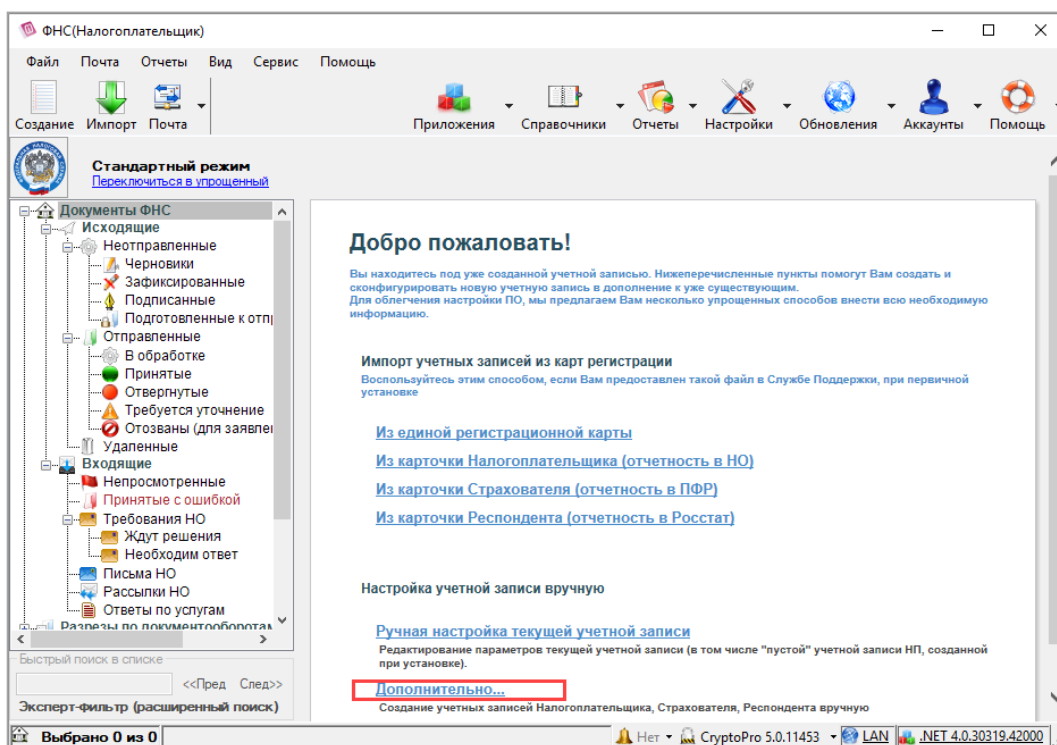 ФНС(Налогоплательщик)
Файл Почта Отчеты Вид Сервис Помощь
Создание Импорт Почта Приложения Справочники Отчеты Настройки Обновления Аккаунты Помощь
Стандартный режим
Переключиться в упрощенный
Документы ФНС
Исходящие
Неотправленные
Черновики
Зафиксированные
Подписанные
Подготовленные к отп
Отправленные
В обработке
Принятые
Отвергнутые
Требуется уточнение
Отозваны (для заявле
Удаленные
Входящие
Непросмотренные
Принятые с ошибкой
Требования НО
Ждут решения
Необходим ответ
Письма НО
Рассылки НО
Ответы по услугам
Разрезы по документооборотам
Быстрый поиск в списке
<<Пред След>>
Эксперт-фильтр (расширенный поиск)
Добро пожаловать!
Вы находитесь под уже созданной учетной записью. Нижеперечисленные пункты помогут Вам создать и
сконфигурировать новую учетную запись в дополнение к уже существующим.
Для облегчения настройки ПО, мы предлагаем Вам несколько упрощенных способов внести всю необходимую
информацию.
Импорт учетных записей из карт регистрации
Воспользуйтесь этим способом, если Вам предоставлен такой файл в Службе Поддержки, при первичной
установке
Из единой регистрационной карты
Из карточки Налогоплательщика (отчетность в НО)
Из карточки Страхователя (отчетность в ПФР)
Из карточки Респондента (отчетность в Росстат)
Настройка учетной записи вручную
Ручная настройка текущей учетной записи
Редактирование параметров текущей учетной записи (в том числе "пустой" учетной записи НП, созданной
при установке).
Дополнительно...
Создание учетных записей Налогоплательщика, Страхователя, Респондента вручную
Выбрано 0 из 0 Нет CryptoPro 5.0.11453 LAN .NET 4.0.30319.42000